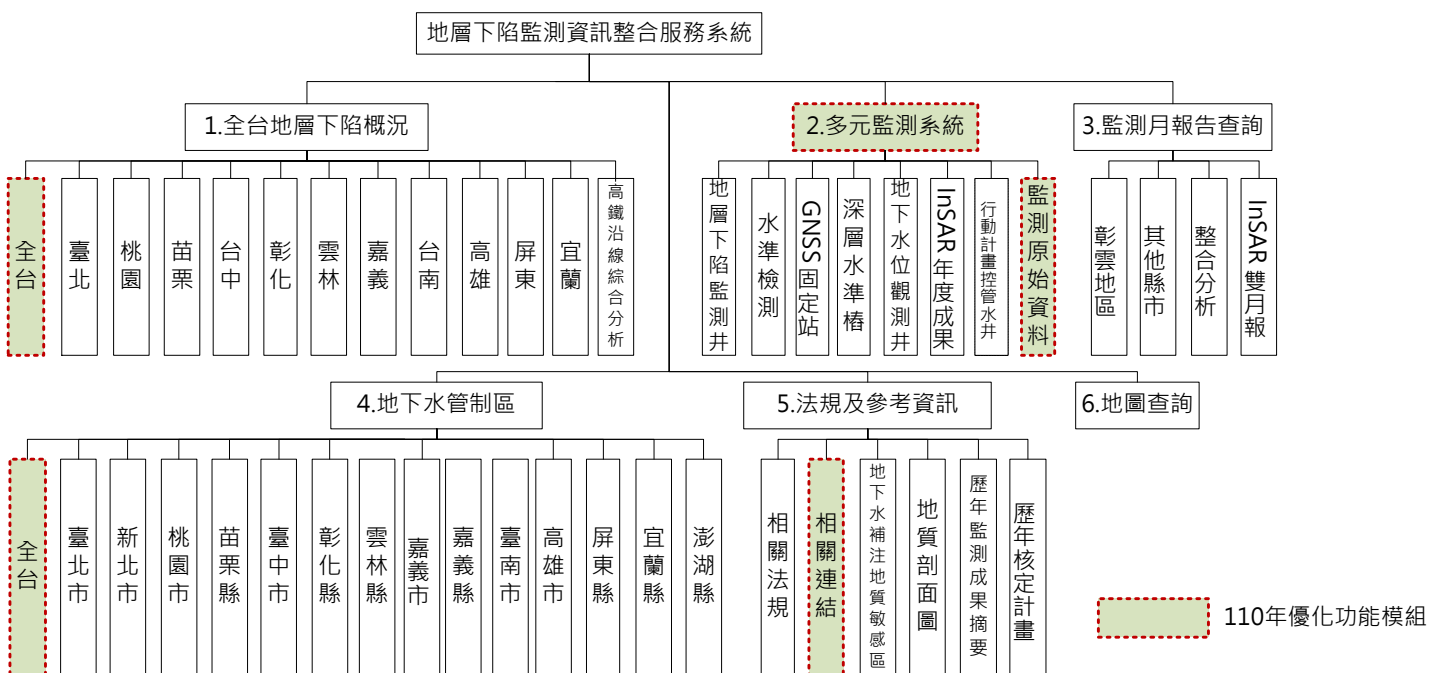 地層下陷監測資訊整合服務系統
1.全台地層下陷概況
2.多元監測系統
3.監測月報告查詢
全台
臺北
桃園
苗栗
台中
彰化
雲林
嘉義
台南
高雄
屏東
宜蘭
高鐵沿線綜合分析
地層下陷監測井
水準檢測
GNSS固定站
深層水準樁
地下水位觀測井
InSAR年度成果
行動計畫控管水井
監測原始資料
彰雲地區
其他縣市
整合分析
InSAR雙月報
4.地下水管制區
5.法規及參考資訊
6.地圖查詢
全台
臺北市
新北市
桃園市
苗栗縣
臺中市
彰化縣
雲林縣
嘉義市
嘉義縣
臺南市
高雄市
屏東縣
宜蘭縣
澎湖縣
相關法規
相關連結
地下水補注地質敏感區
地質剖面圖
歷年監測成果摘要
歷年核定計畫
110年優化功能模組